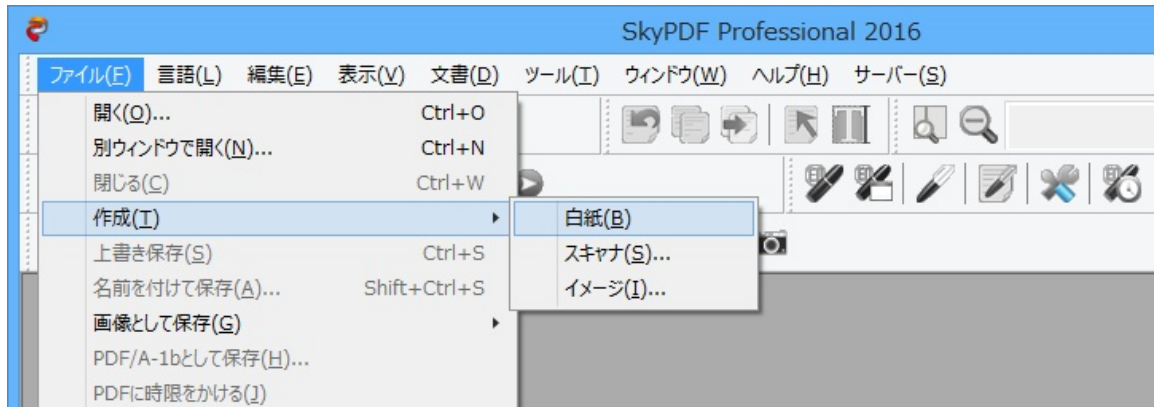 SkyPDF Professional 2016
ファイル(F) 言語(L) 編集(E) 表示(V) 文書(D) ツール(T) ウィンドウ(W) ヘルプ(H) サーバー(S)
開く(O)... Ctrl+O
別ウィンドウで開く(N)... Ctrl+N
閉じる(C) Ctrl+W
作成(T)
白紙(B)
上書き保存(S) Ctrl+S
スキャナ(S)...
名前を付けて保存(A)... Shift+Ctrl+S
イメージ(I)...
画像として保存(G)
PDF/A-1bとして保存(H)...
PDFに時限をかける(J)